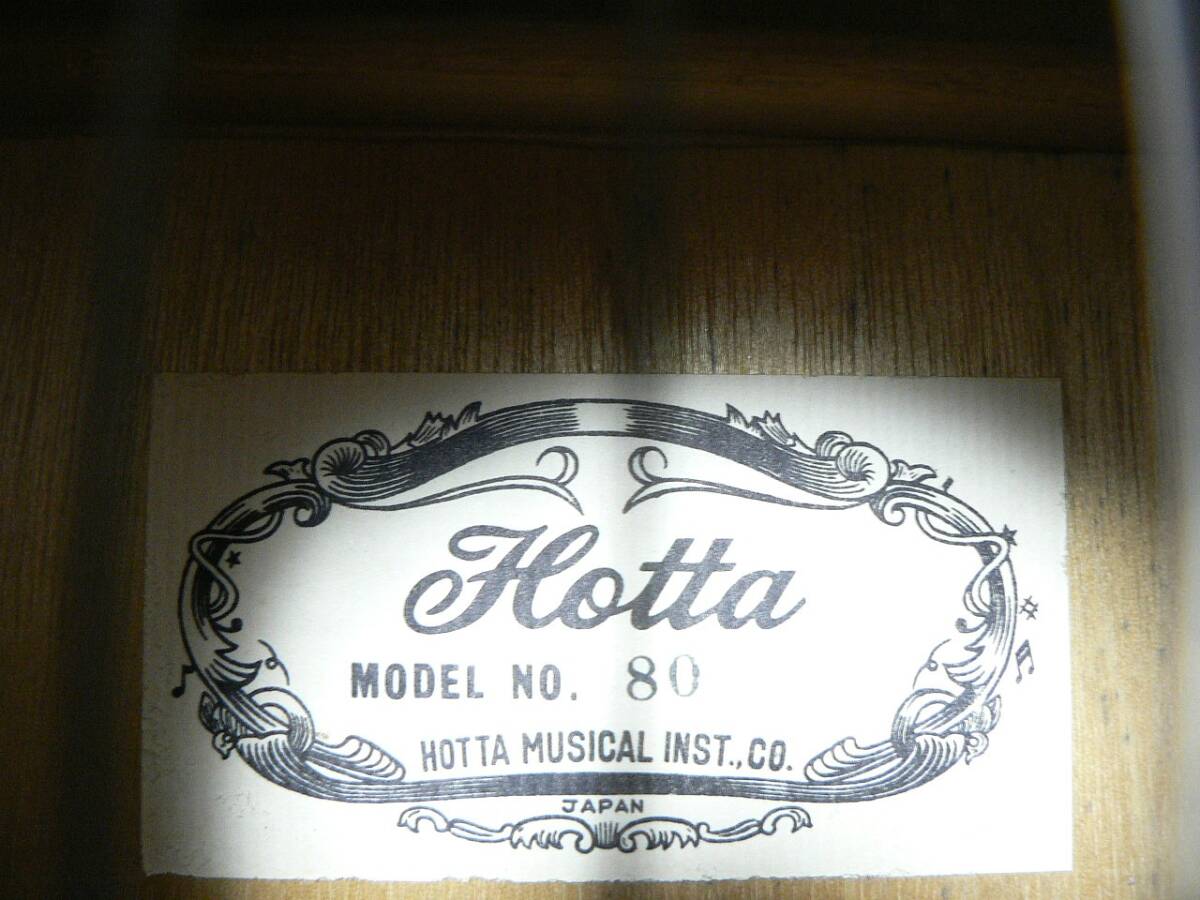 Hotta
MODEL NO. 80
HOTTA MUSICAL INST.,CO.
JAPAN